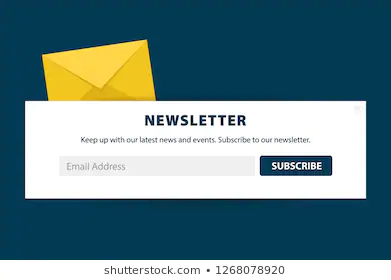 NEWSLETTER
Keep up with our latest news and events. Subscribe to our newsletter.
Email Address
SUBSCRIBE
shutterstock.com • 1268078920